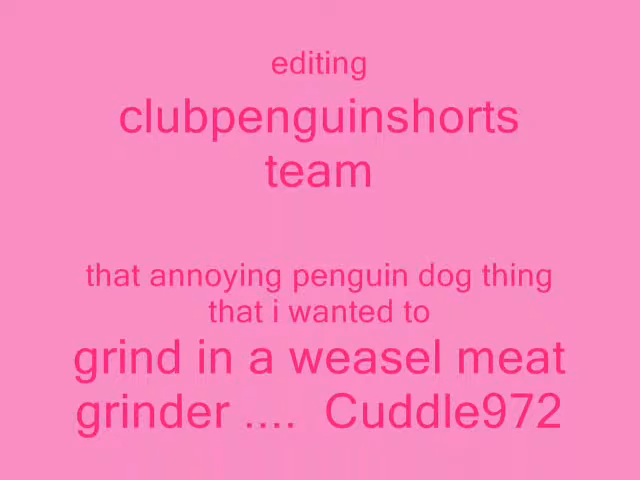 editing
clubpenguinshorts
team
that annoying penguin dog thing
that i wanted to
grind in a weasel meat
grinder ....  Cuddle972